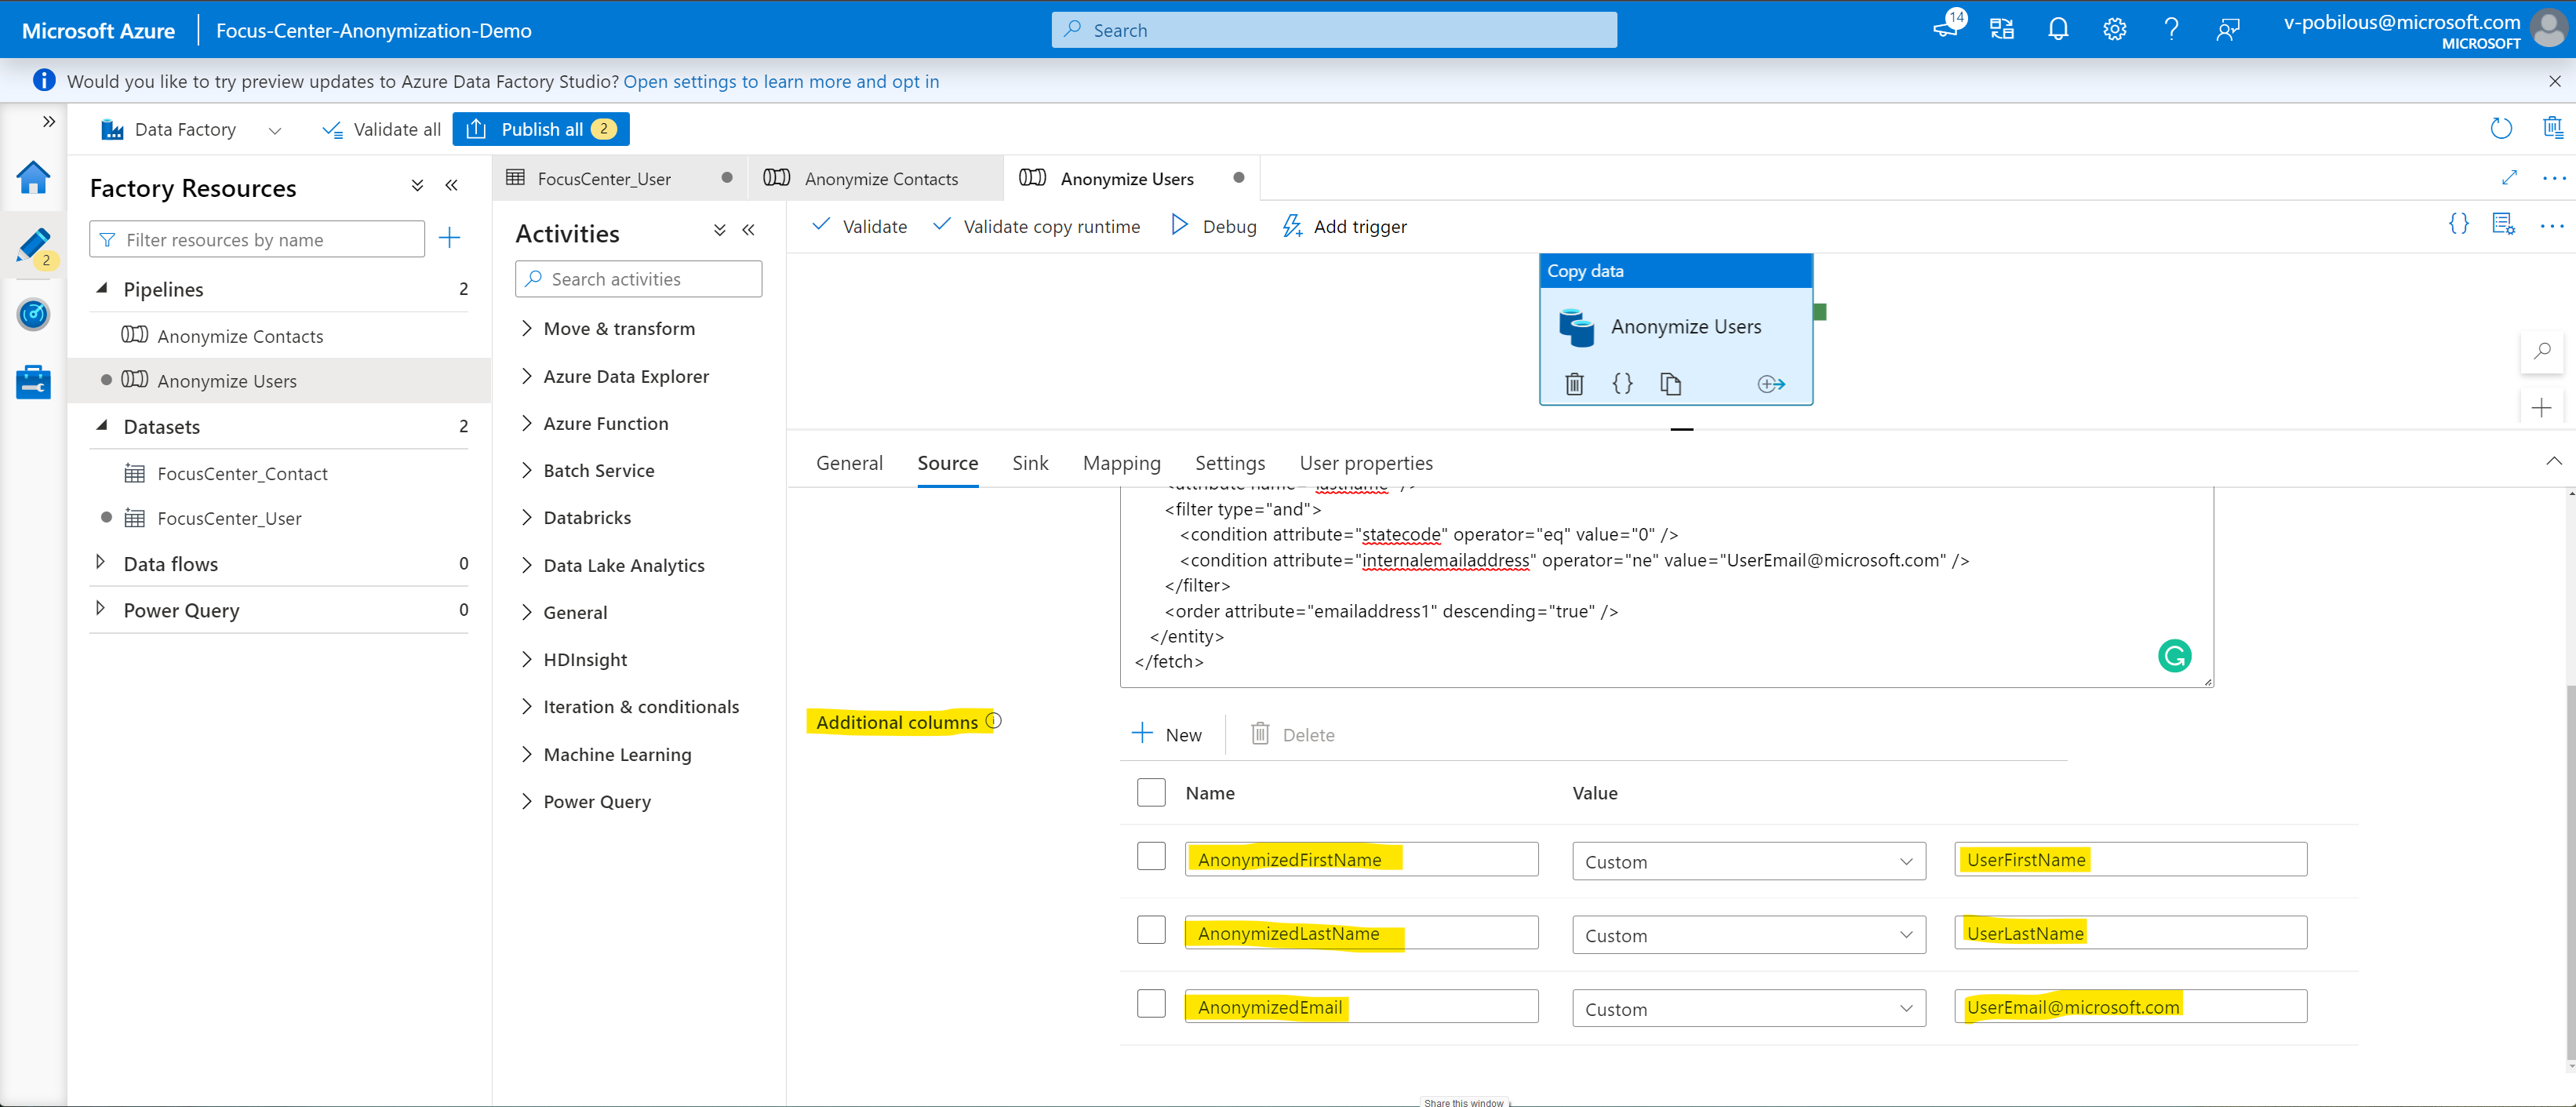 Microsoft Azure
Focus-Center-Anonymization-Demo
Search
14
v-pobilous@microsoft.com
MICROSOFT
Would you like to try preview updates to Azure Data Factory Studio? Open settings to learn more and opt in
Data Factory
Validate all
Publish all 2
Factory Resources
Filter resources by name
2
Pipelines 2
Anonymize Contacts
Anonymize Users
Datasets 2
FocusCenter_Contact
FocusCenter_User
Data flows 0
Power Query 0
FocusCenter_User
Anonymize Contacts
Anonymize Users
Activities
Search activities
Move & transform
Azure Data Explorer
Azure Function
Batch Service
Databricks
Data Lake Analytics
General
HDInsight
Iteration & conditionals
Machine Learning
Power Query
Validate
Validate copy runtime
Debug
Add trigger
Copy data
Anonymize Users
General
Source
Sink
Mapping
Settings
User properties
<attribute name="lastname" />
<filter type="and">
<condition attribute="statecode" operator="eq" value="0" />
<condition attribute="internalemailaddress" operator="ne" value="UserEmail@microsoft.com" />
</filter>
<order attribute="emailaddress1" descending="true" />
</entity>
</fetch>
Additional columns
New
Delete
Name Value
AnonymizedFirstName Custom UserFirstName
AnonymizedLastName Custom UserLastName
AnonymizedEmail Custom UserEmail@microsoft.com
Share this window